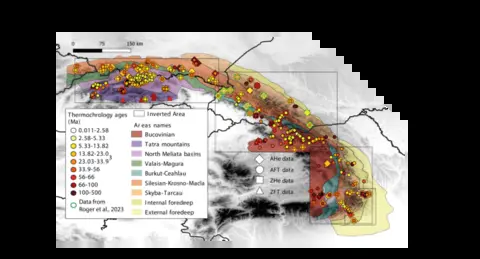 0 75 150 km
Thermochrology ages
(Ma)
0.011-2.58
2.58-5.33
5.33-13.82
13.82-23.03
23.03-33.9
33.9-56
56-66
66-100
100-500
Data from
Roger et al., 2023
Inverted Area
Areas names
Bucovinian
Tatra mountains
North Meliata basins
Valais-Magura
Burkut-Ceahlau
Silesian-Krosno-Macla
Skyba-Tarcau
Internal foredeep
External foredeep
AHe data
AFT data
ZHe data
ZFT data